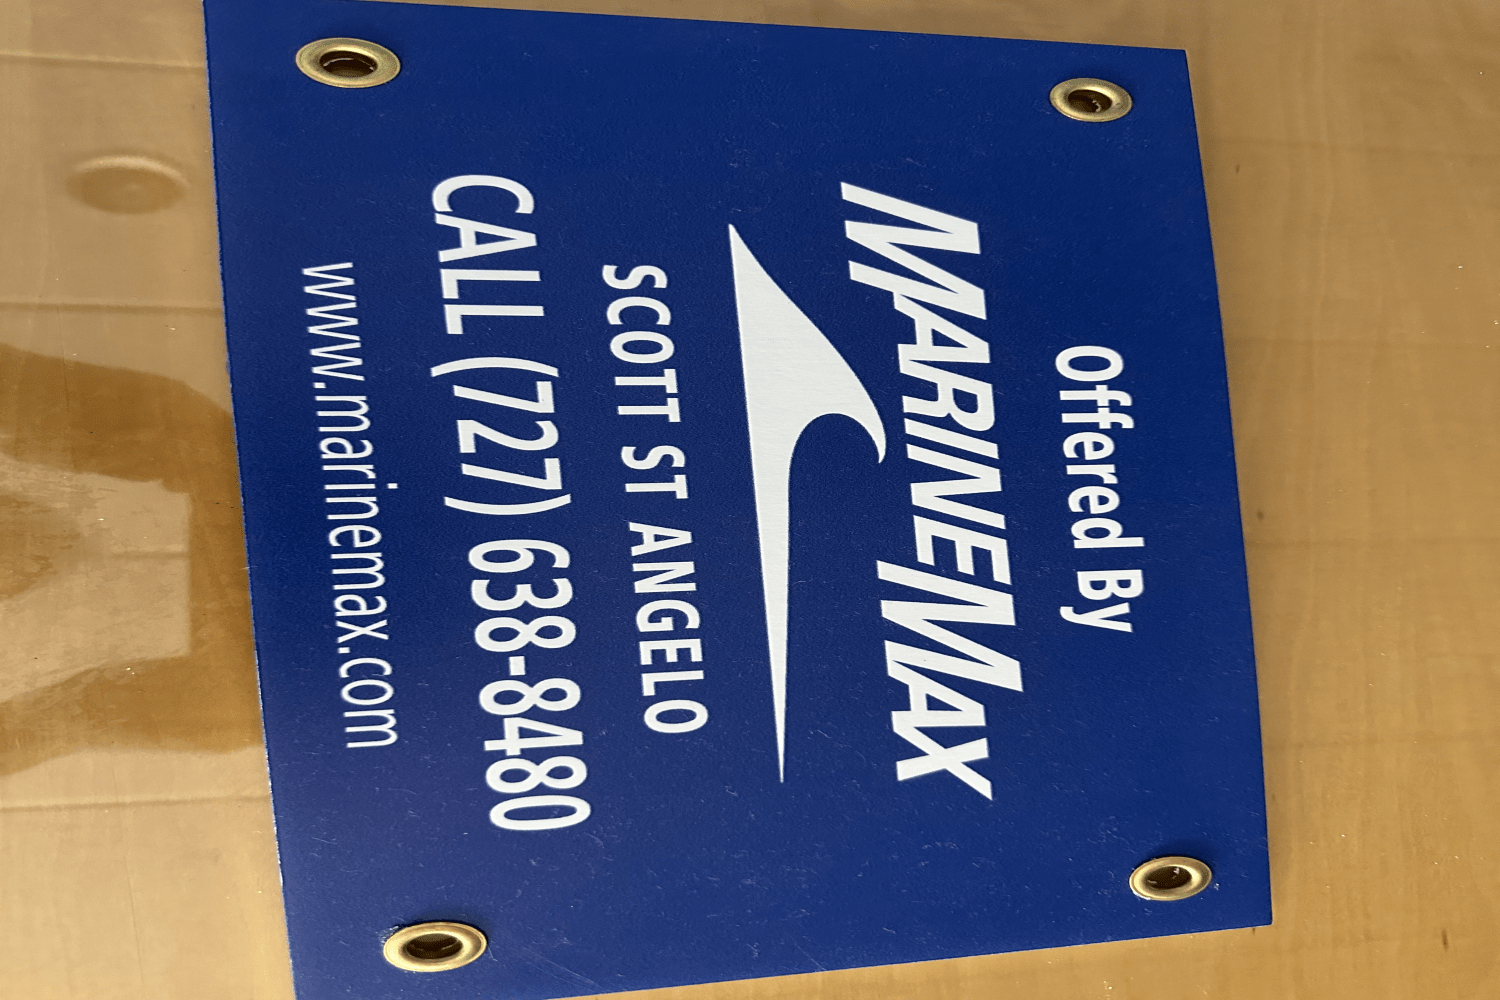 Offered By
MARINEMAX
SCOTT ST ANGELO
CALL (727) 638-8480
www.marinemax.com